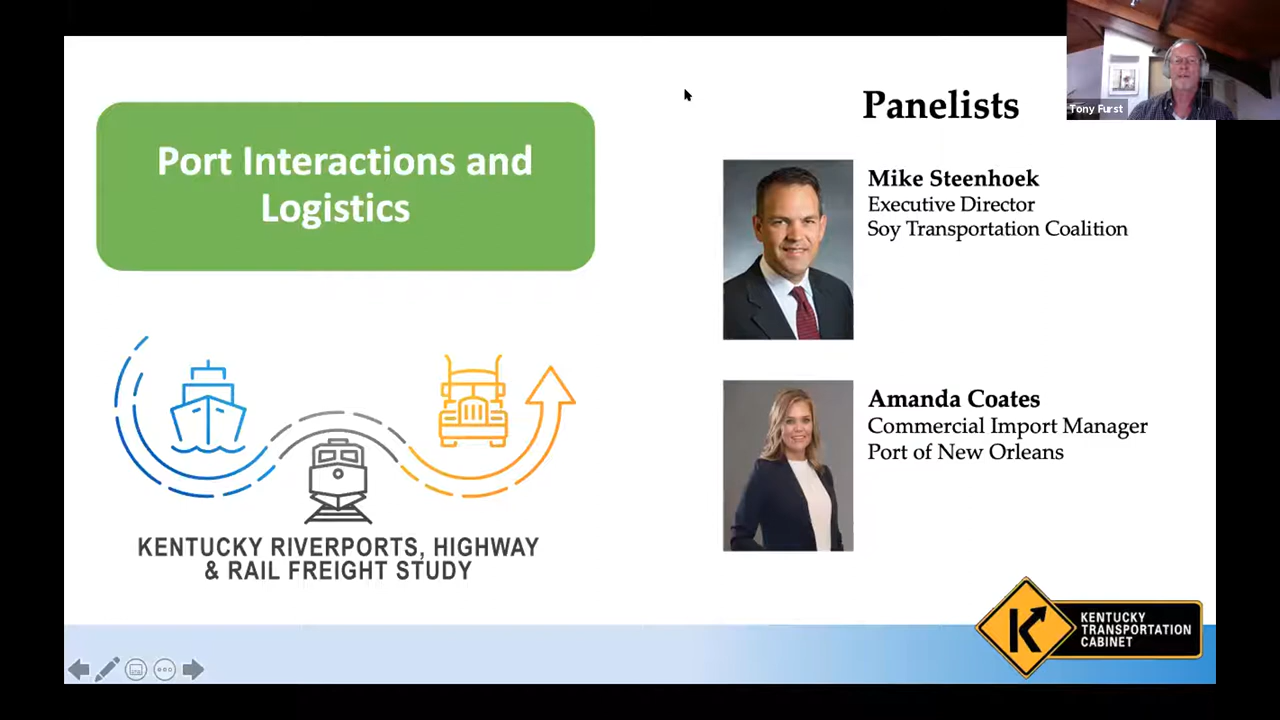 Port Interactions and
Logistics
Panelists
Tony Furst
Mike Steenhoek
Executive Director
Soy Transportation Coalition
Amanda Coates
Commercial Import Manager
Port of New Orleans
KENTUCKY RIVERPORTS, HIGHWAY
& RAIL FREIGHT STUDY
K
KENTUCKY
TRANSPORTATION
CABINET